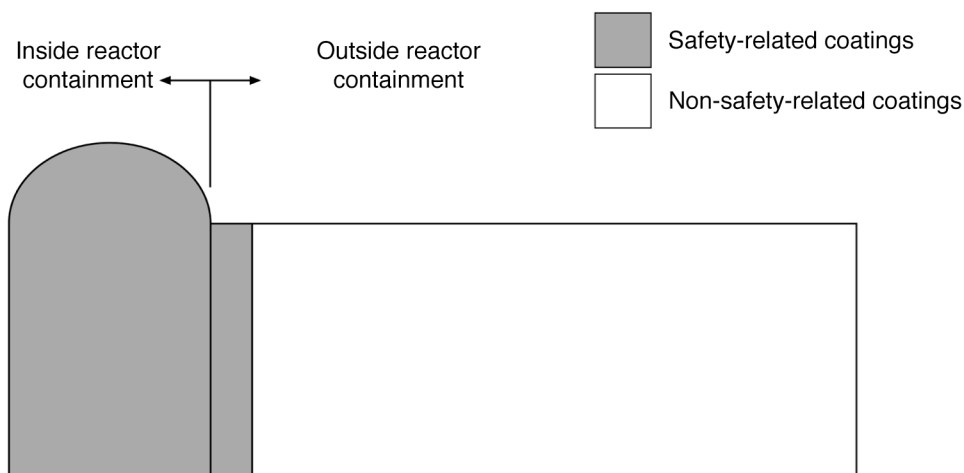 Inside reactor
containment
Outside reactor
containment
Safety-related coatings
Non-safety-related coatings